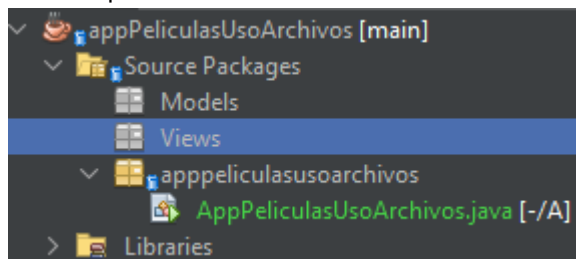 appPeliculasUsoArchivos [main]
Source Packages
Models
Views
apppeliculasusoarchivos
AppPeliculasUsoArchivos.java [-/A]
Libraries